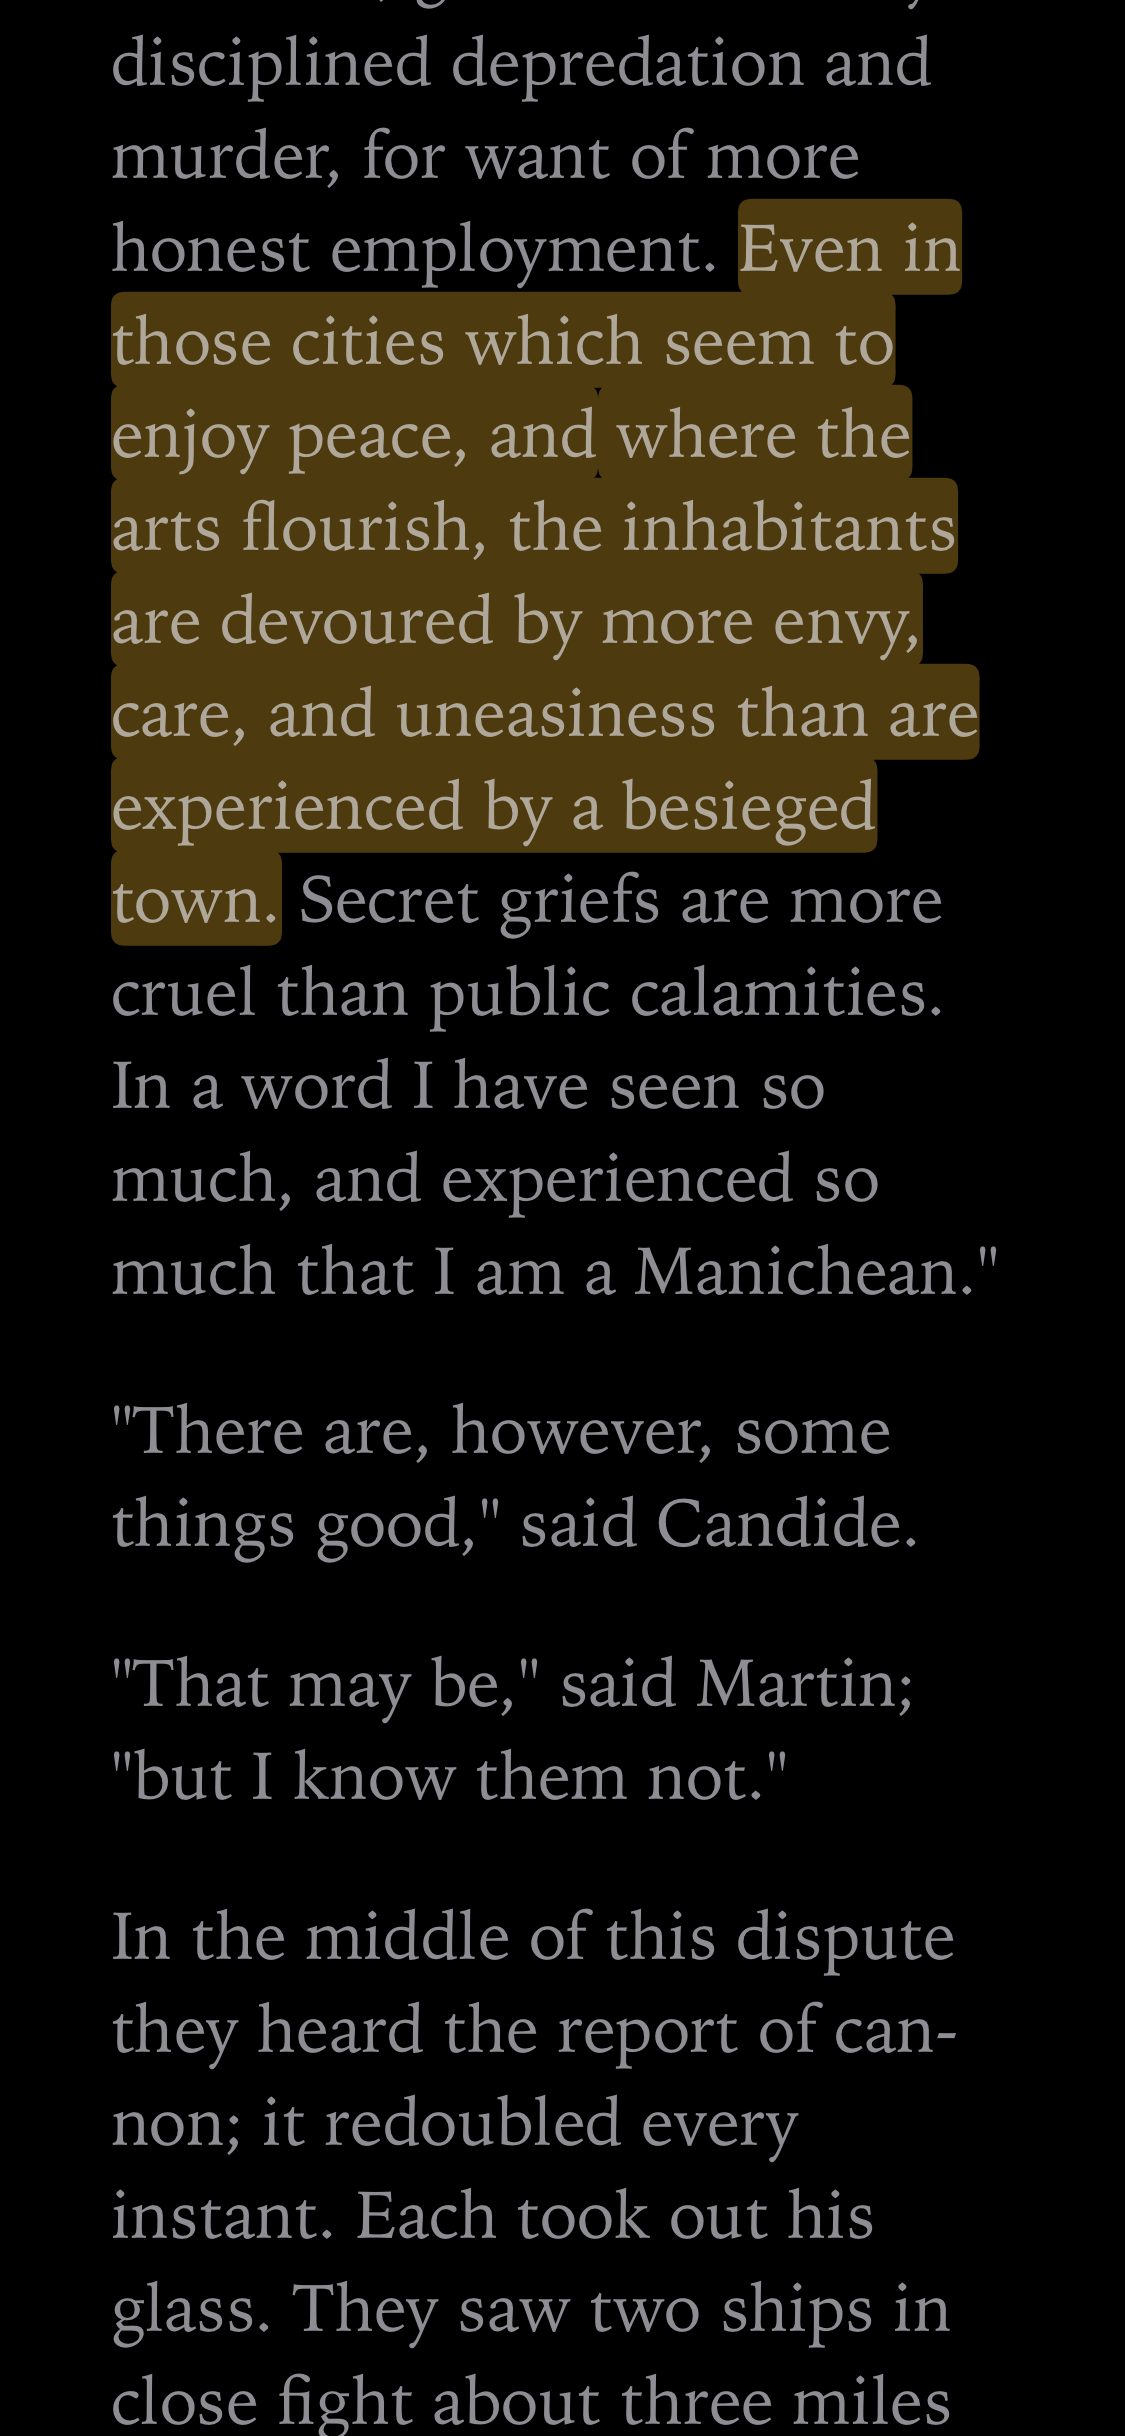 disciplined depredation and
murder, for want of more
honest employment. Even in
those cities which seem to
enjoy peace, and where the
arts flourish, the inhabitants
are devoured by more envy,
care, and uneasiness than are
experienced by a besieged
town. Secret griefs are more
cruel than public calamities.
In a word I have seen so
much, and experienced so
much that I am a Manichean."
"There are, however, some
things good," said Candide.
"That may be," said Martin;
"but I know them not."
In the middle of this dispute
they heard the report of can-
non; it redoubled every
instant. Each took out his
glass. They saw two ships in
close fight about three miles